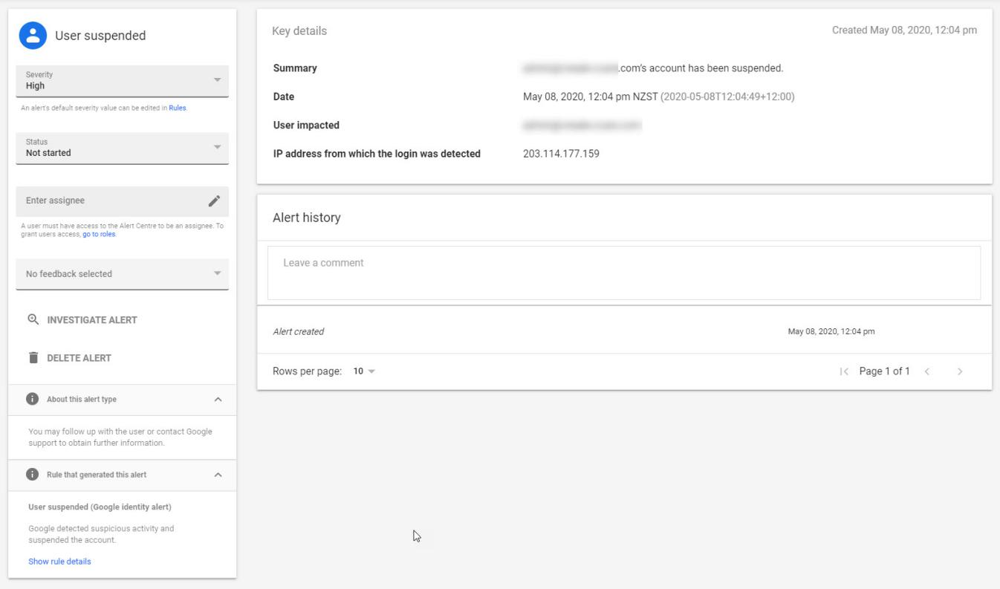 User suspended
Severity
High
An alert's default severity value can be edited in Rules.
Status
Not started
Enter assignee
A user must have access to the Alert Centre to be an assignee. To
grant users access, go to roles.
No feedback selected
INVESTIGATE ALERT
DELETE ALERT
About this alert type
You may follow up with the user or contact Google
support to obtain further information.
Rule that generated this alert
User suspended (Google identity alert)
Google detected suspicious activity and
suspended the account.
Show rule details
Key details
Created May 08, 2020, 12:04 pm
Summary
.com's account has been suspended.
Date
May 08, 2020, 12:04 pm NZST (2020-05-08T12:04:49+12:00)
User impacted
IP address from which the login was detected
203.114.177.159
Alert history
Leave a comment
Alert created
May 08, 2020, 12:04 pm
Rows per page: 10
Page 1 of 1